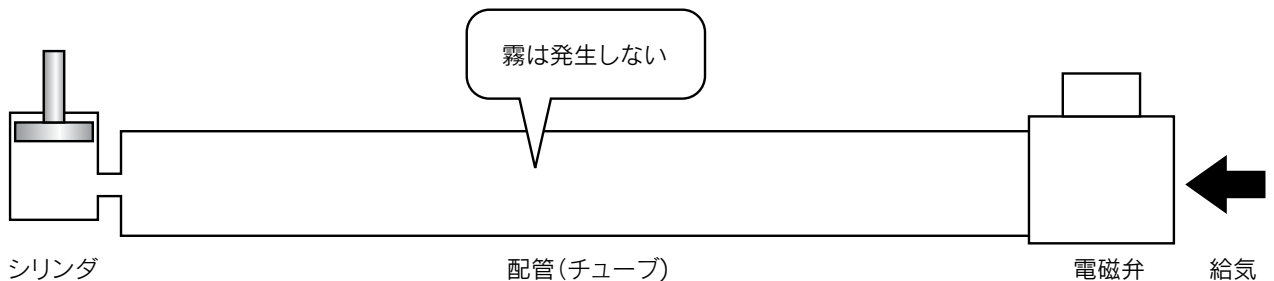 霧は発生しない
シリンダ
配管(チューブ)
電磁弁
給気